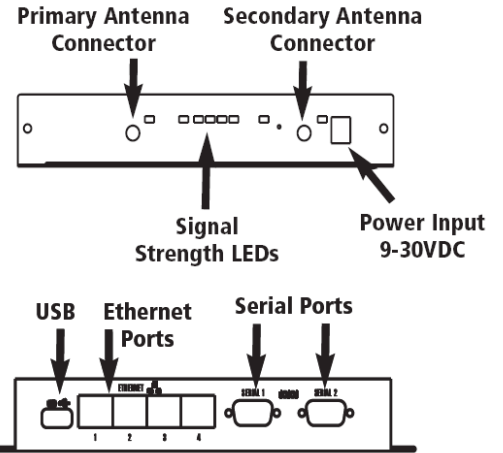 Primary Antenna
Connector
Secondary Antenna
Connector
Signal
Strength LEDs
Power Input
9-30VDC
USB
Ethernet
Ports
Serial Ports
ETHERNET
SERIAL 1
SERIAL 2
1 2 3 4